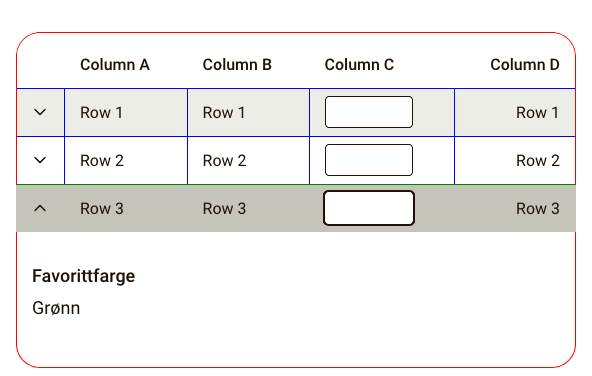 Column A Column B Column C Column D
Row 1 Row 1 Row 1
Row 2 Row 2 Row 2
Row 3 Row 3 Row 3
Favorittfarge
Grønn